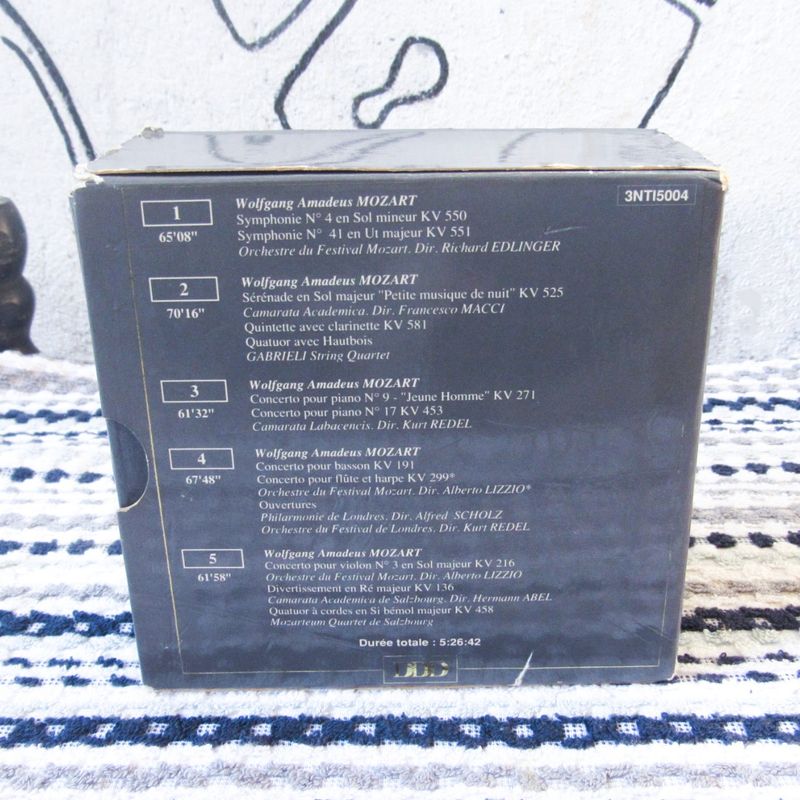 3NTI5004
1
65'08"
Wolfgang Amadeus MOZART
Symphonie N° 4 en Sol mineur KV 550
Symphonie N° 41 en Ut majeur KV 551
Orchestre du Festival Mozart. Dir. Richard EDLINGER
2
70'16"
Wolfgang Amadeus MOZART
Sérénade en Sol majeur "Petite musique de nuit" KV 525
Camarata Academica. Dir. Francesco MACCI
Quintette avec clarinette KV 581
Quatuor avec Hautbois
GABRIELI String Quartet
3
61'32"
Wolfgang Amadeus MOZART
Concerto pour piano N° 9 - "Jeune Homme" KV 271
Concerto pour piano N° 17 KV 453
Camarata Labacencis. Dir. Kurt REDEL
4
67'48"
Wolfgang Amadeus MOZART
Concerto pour basson KV 191
Concerto pour flûte et harpe KV 299*
Orchestre du Festival Mozart. Dir. Alberto LIZZIO*
Ouvertures
Philarmonie de Londres. Dir. Alfred SCHOLZ
Orchestre du Festival de Londres. Dir. Kurt REDEL
5
61'58"
Wolfgang Amadeus MOZART
Concerto pour violon N° 3 en Sol majeur KV 216
Orchestre du Festival Mozart. Dir. Alberto LIZZIO
Divertissement en Ré majeur KV 136
Camarata Academica de Salzbourg. Dir. Hermann ABEL
Quatuor à cordes en Si bémol majeur KV 458
Mozarteum Quartet de Salzbourg
Durée totale : 5:26:42
DDD